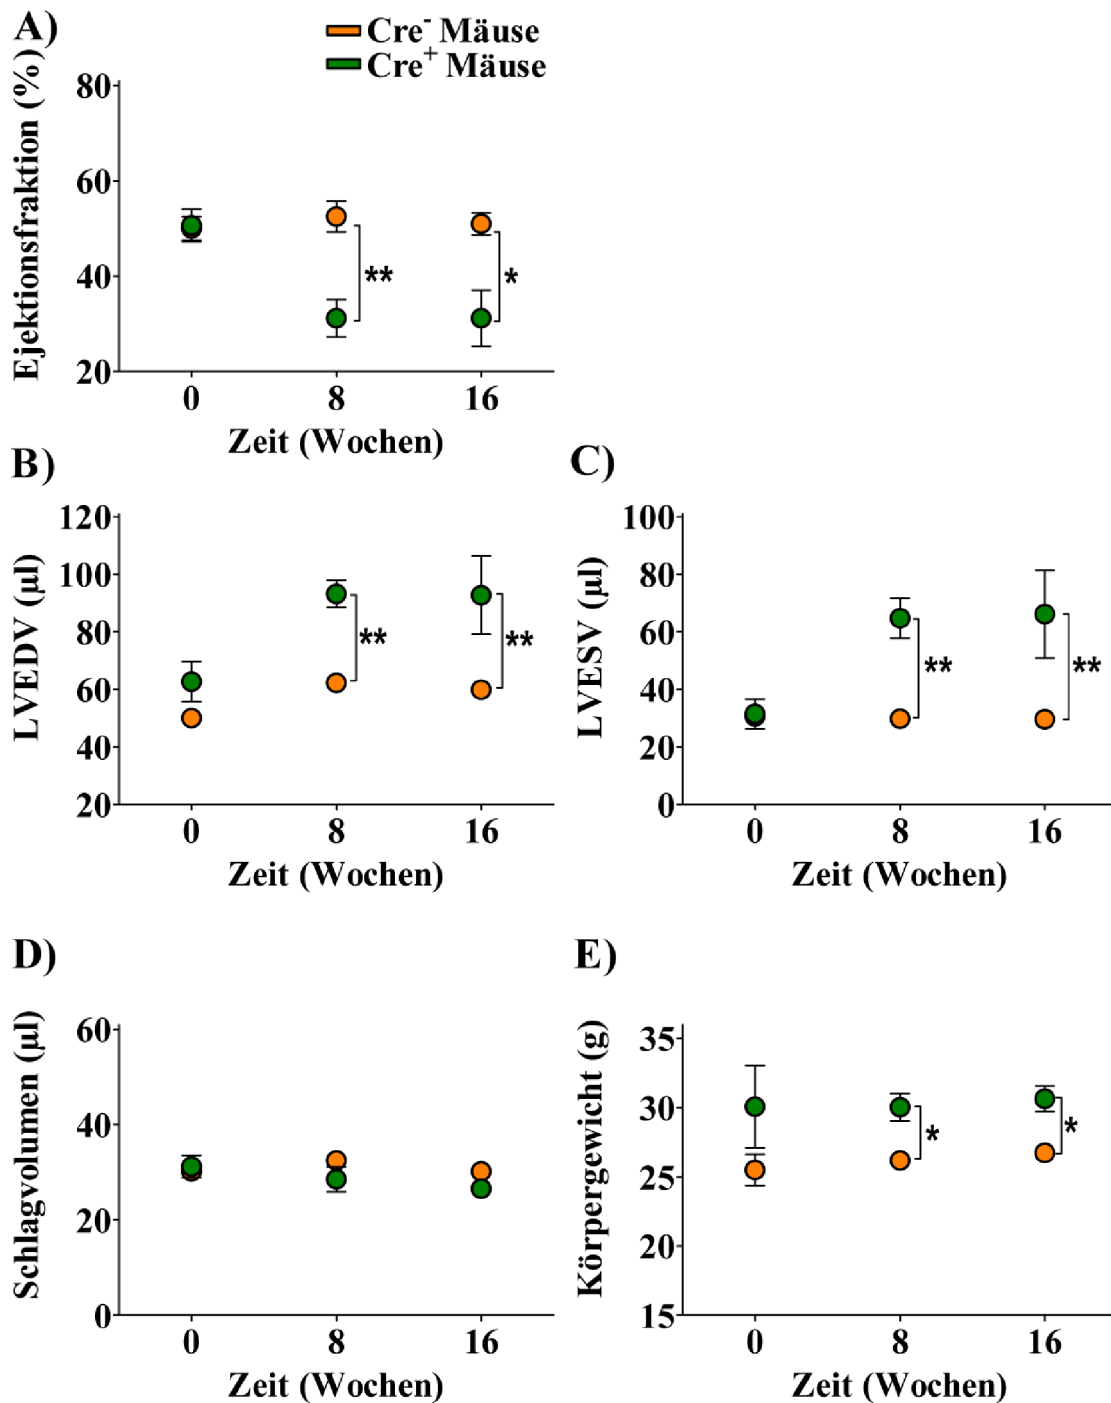 A)
Cre⁻ Mäuse
Cre⁺ Mäuse
Ejektionsfraktion (%)
80
60
40
20
**
*
0 8 16
Zeit (Wochen)
B)
LVEDV (µl)
120
100
80
60
40
20
**
**
0 8 16
Zeit (Wochen)
C)
LVESV (µl)
100
80
60
40
20
0
**
**
0 8 16
Zeit (Wochen)
D)
Schlagvolumen (µl)
60
40
20
0
0 8 16
Zeit (Wochen)
E)
Körpergewicht (g)
35
30
25
20
15
*
*
0 8 16
Zeit (Wochen)